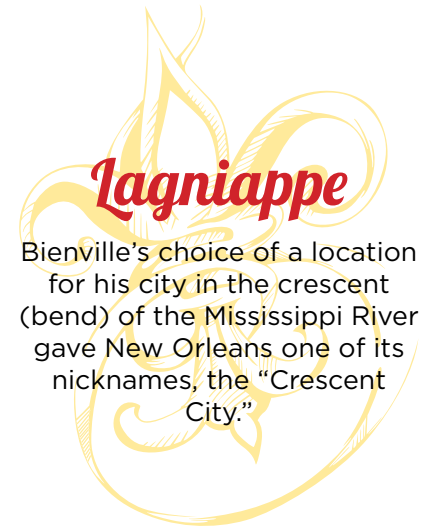 Lagniappe
Bienville’s choice of a location
for his city in the crescent
(bend) of the Mississippi River
gave New Orleans one of its
nicknames, the “Crescent
City.”